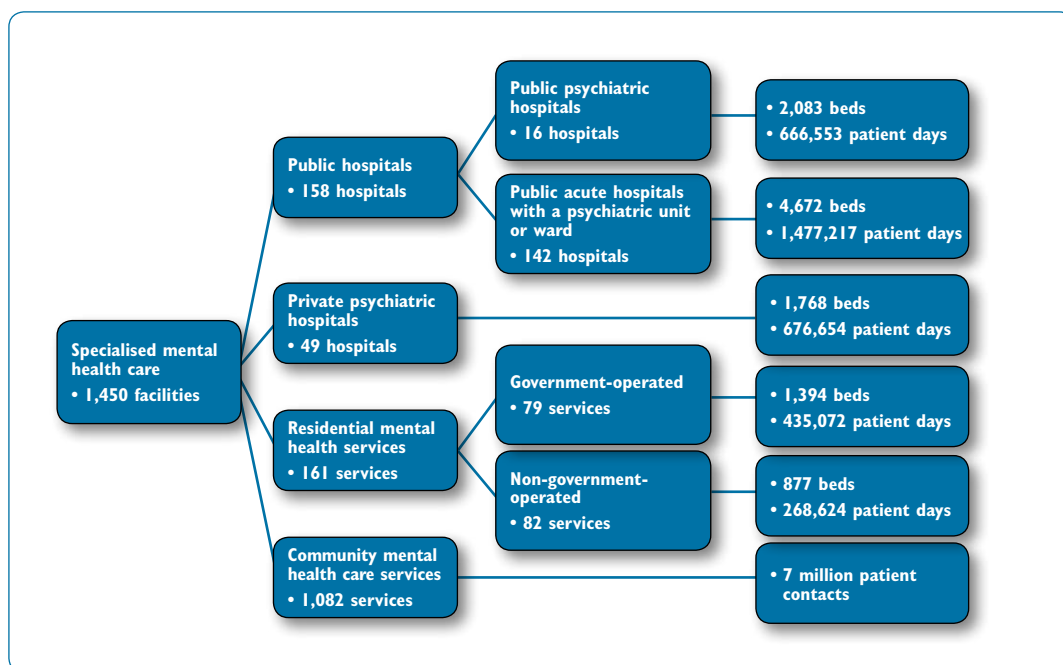 Specialised mental
health care
• 1,450 facilities
Public hospitals
• 158 hospitals
Public psychiatric
hospitals
• 16 hospitals
• 2,083 beds
• 666,553 patient days
Public acute hospitals
with a psychiatric unit
or ward
• 142 hospitals
• 4,672 beds
• 1,477,217 patient days
Private psychiatric
hospitals
• 49 hospitals
• 1,768 beds
• 676,654 patient days
Residential mental
health services
• 161 services
Government-operated
• 79 services
• 1,394 beds
• 435,072 patient days
Non-government-
operated
• 82 services
• 877 beds
• 268,624 patient days
Community mental
health care services
• 1,082 services
• 7 million patient
contacts